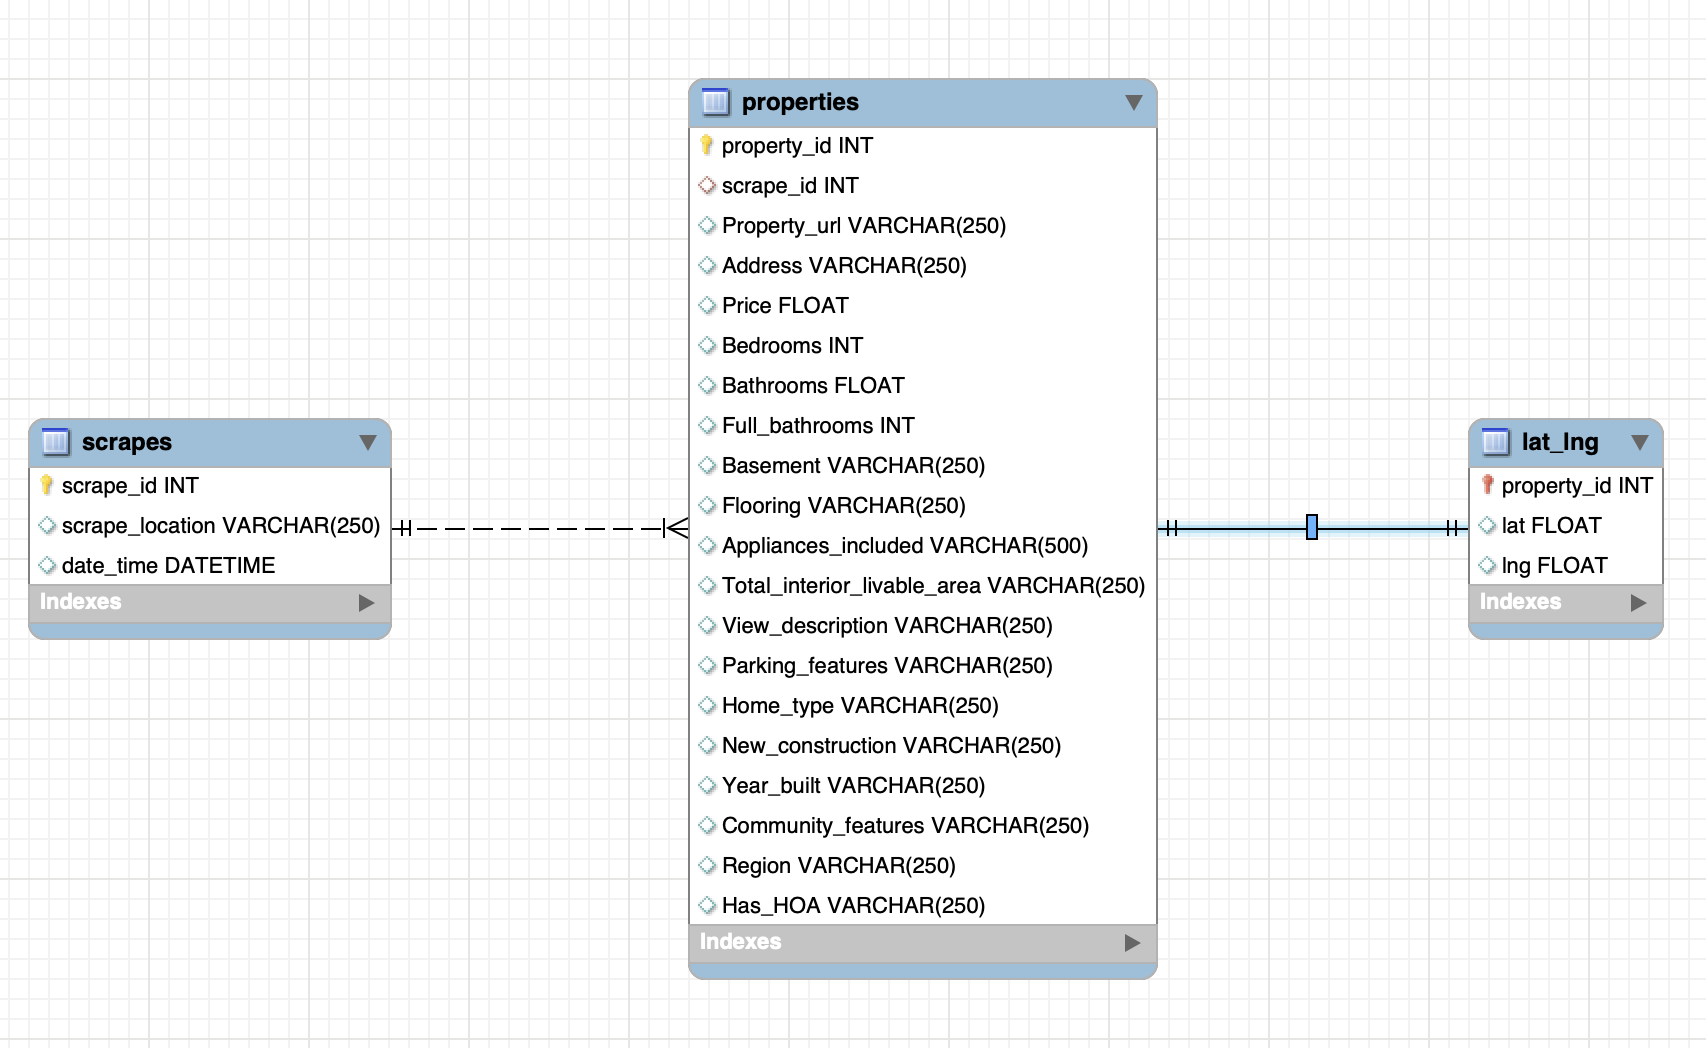 scrapes
scrape_id INT
scrape_location VARCHAR(250)
date_time DATETIME
Indexes
properties
property_id INT
scrape_id INT
Property_url VARCHAR(250)
Address VARCHAR(250)
Price FLOAT
Bedrooms INT
Bathrooms FLOAT
Full_bathrooms INT
Basement VARCHAR(250)
Flooring VARCHAR(250)
Appliances_included VARCHAR(500)
Total_interior_livable_area VARCHAR(250)
View_description VARCHAR(250)
Parking_features VARCHAR(250)
Home_type VARCHAR(250)
New_construction VARCHAR(250)
Year_built VARCHAR(250)
Community_features VARCHAR(250)
Region VARCHAR(250)
Has_HOA VARCHAR(250)
Indexes
lat_lng
property_id INT
lat FLOAT
lng FLOAT
Indexes